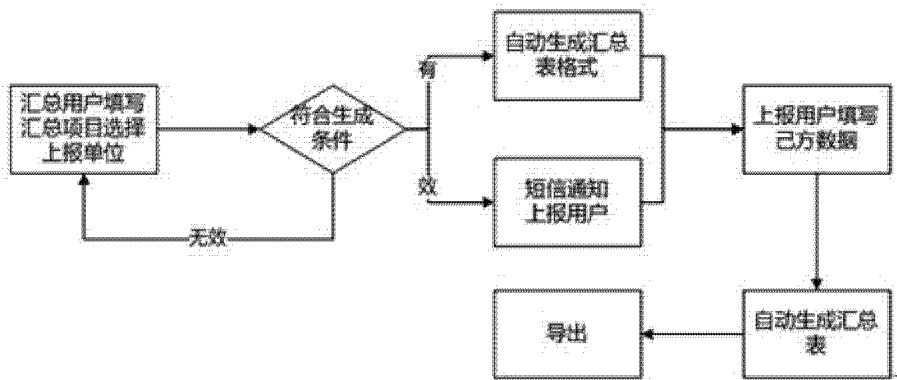 汇总用户填写
汇总项目选择
上报单位
符合生成
条件
有
效
无效
自动生成汇总
表格式
短信通知
上报用户
上报用户填写
己方数据
自动生成汇总
表
导出